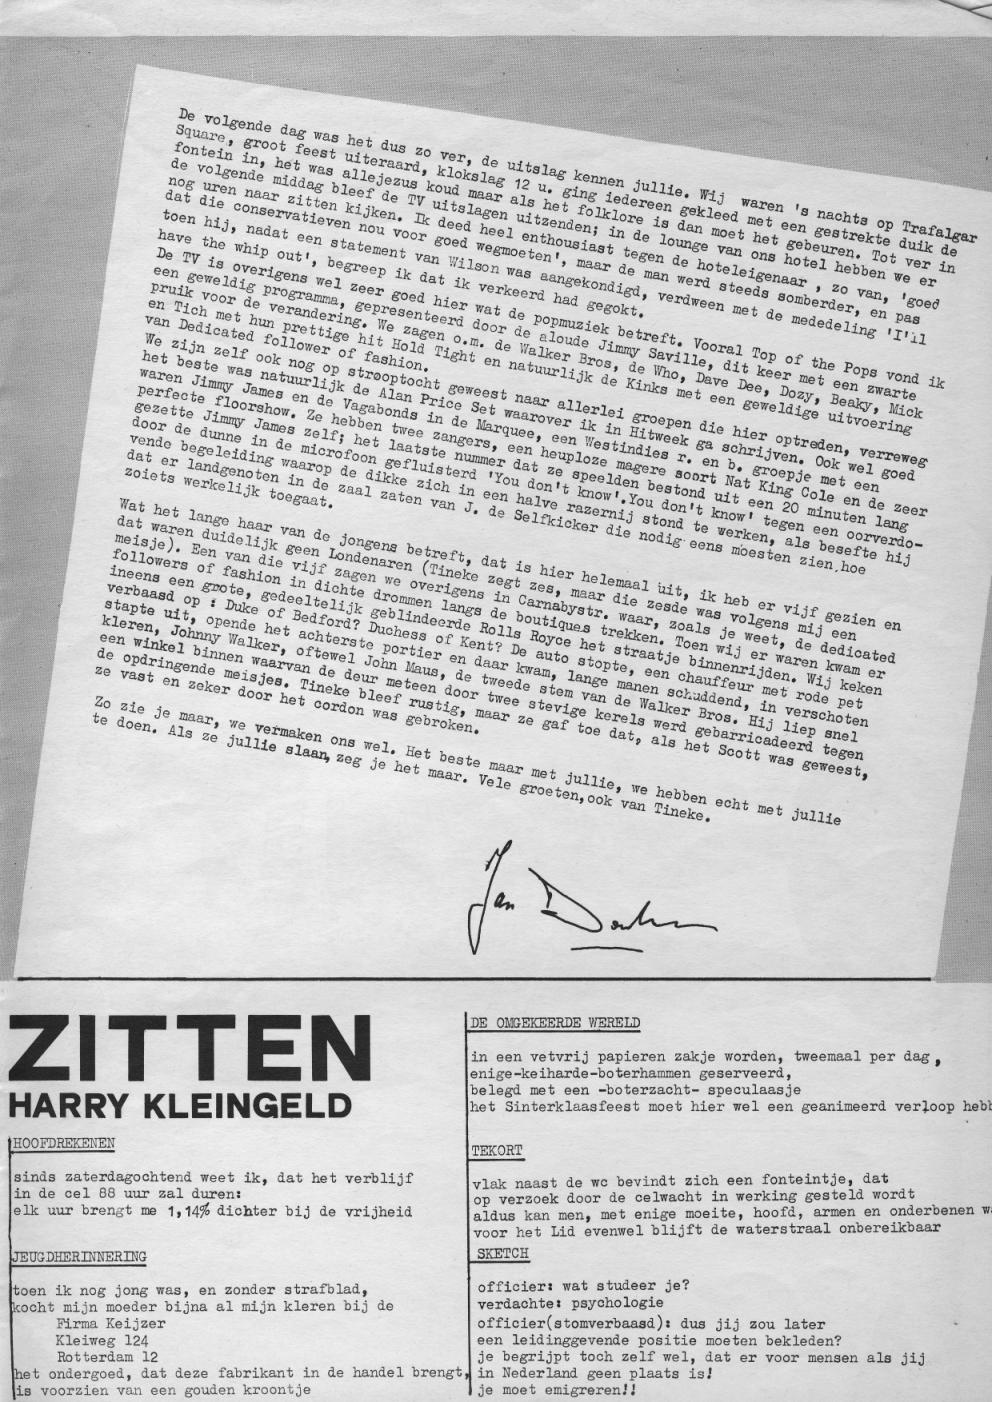 De volgende dag was het dus zo ver, de uitslag kennen jullie. Wij waren 's nachts op Trafalgar
Square, groot feest uiteraard, klokslag 12 u. ging iedereen gekleed met een gestrekte duik de
fontein in, het was allejezus koud maar als het folklore is dan moet het gebeuren. Tot ver in
de volgende middag bleef de TV uitslagen uitzenden; in de lounge van ons hotel hebben we er
nog uren naar zitten kijken. Ik deed heel enthousiast tegen de hoteleigenaar , zo van, 'goed
dat die conservatieven nou voor goed wegmoeten', maar de man werd steeds somberder, en pas
toen hij, nadat een statement van Wilson was aangekondigd, verdween met de mededeling 'I'il
have the whip out', begreep ik dat ik verkeerd had gegokt.
De TV is overigens wel zeer goed hier wat de popmuziek betreft. Vooral Top of the Pops vond ik
een geweldig programma, gepresenteerd door de aloude Jimmy Saville, dit keer met een zwarte
pruik voor de verandering. We zagen o.m. de Walker Bros, de Who, Dave Dee, Dozy, Beaky, Mick
en Tich met hun prettige hit Hold Tight en natuurlijk de Kinks met een geweldige uitvoering
van Dedicated follower of fashion.
We zijn zelf ook nog op strooptocht geweest naar allerlei groepen die hier optreden, verreweg
het beste was natuurlijk de Alan Price Set waarover ik in Hitweek ga schrijven. Ook wel goed
waren Jimmy James en de Vagabonds in de Marquee, een Westindies r. en b. groepje met een
perfecte floorshow. Ze hebben twee zangers, een heuploze magere soort Nat King Cole en de zeer
gezette Jimmy James zelf; het laatste nummer dat ze speelden bestond uit een 20 minuten lang
door de dunne in de microfoon gefluisterd 'You don't know'.You don't know' tegen een oorverdo-
vende begeleiding waarop de dikke zich in een halve razernij stond te werken, als besefte hij
dat er landgenoten in de zaal zaten van J. de Selfkicker die nodig eens moesten zien hoe
zoiets werkelijk toegaat.
Wat het lange haar van de jongens betreft, dat is hier helemaal uit, ik heb er vijf gezien en
dat waren duidelijk geen Londenaren (Tineke zegt zes, maar die zesde was volgens mij een
meisje). Een van die vijf zagen we overigens in Carnabystr. waar, zoals je weet, de dedicated
followers of fashion in dichte drommen langs de boutiques trekken. Toen wij er waren kwam er
ineens een grote, gedeeltelijk geblindeerde Rolls Royce het straatje binnenrijden. Wij keken
verbaasd op : Duke of Bedford? Duchess of Kent? De auto stopte, een chauffeur met rode pet
stapte uit, opende het achterste portier en daar kwam, lange manen schuddend, in verschoten
kleren, Johnny Walker, oftewel John Maus, de tweede stem van de Walker Bros. Hij liep snel
een winkel binnen waarvan de deur meteen door twee stevige kerels werd gebarricadeerd tegen
de opdringende meisjes. Tineke bleef rustig, maar ze gaf toe dat, als het Scott was geweest,
ze vast en zeker door het cordon was gebroken.
Zo zie je maar, we vermaken ons wel. Het beste maar met jullie, we hebben echt met jullie
te doen. Als ze jullie slaan, zeg je het maar. Vele groeten,ook van Tineke.
Jan Donker
ZITTEN
HARRY KLEINGELD
HOOFDREKENEN
sinds zaterdagochtend weet ik, dat het verblijf
in de cel 88 uur zal duren:
elk uur brengt me 1,14% dichter bij de vrijheid
JEUGDHERINNERING
toen ik nog jong was, en zonder strafblad,
kocht mijn moeder bijna al mijn kleren bij de
Firma Keijzer
Kleiweg 124
Rotterdam 12
het ondergoed, dat deze fabrikant in de handel brengt,
is voorzien van een gouden kroontje
DE OMGEKEERDE WERELD
in een vetvrij papieren zakje worden, tweemaal per dag,
enige-keiharde-boterhammen geserveerd,
belegd met een -boterzacht- speculaasje
het Sinterklaasfeest moet hier wel een geanimeerd verloop hebb
TEKORT
vlak naast de wc bevindt zich een fonteintje, dat
op verzoek door de celwacht in werking gesteld wordt
aldus kan men, met enige moeite, hoofd, armen en onderbenen wa
voor het Lid evenwel blijft de waterstraal onbereikbaar
SKETCH
officier: wat studeer je?
verdachte: psychologie
officier(stomverbaasd): dus jij zou later
een leidinggevende positie moeten bekleden?
je begrijpt toch zelf wel, dat er voor mensen als jij
in Nederland geen plaats is!
je moet emigreren!!